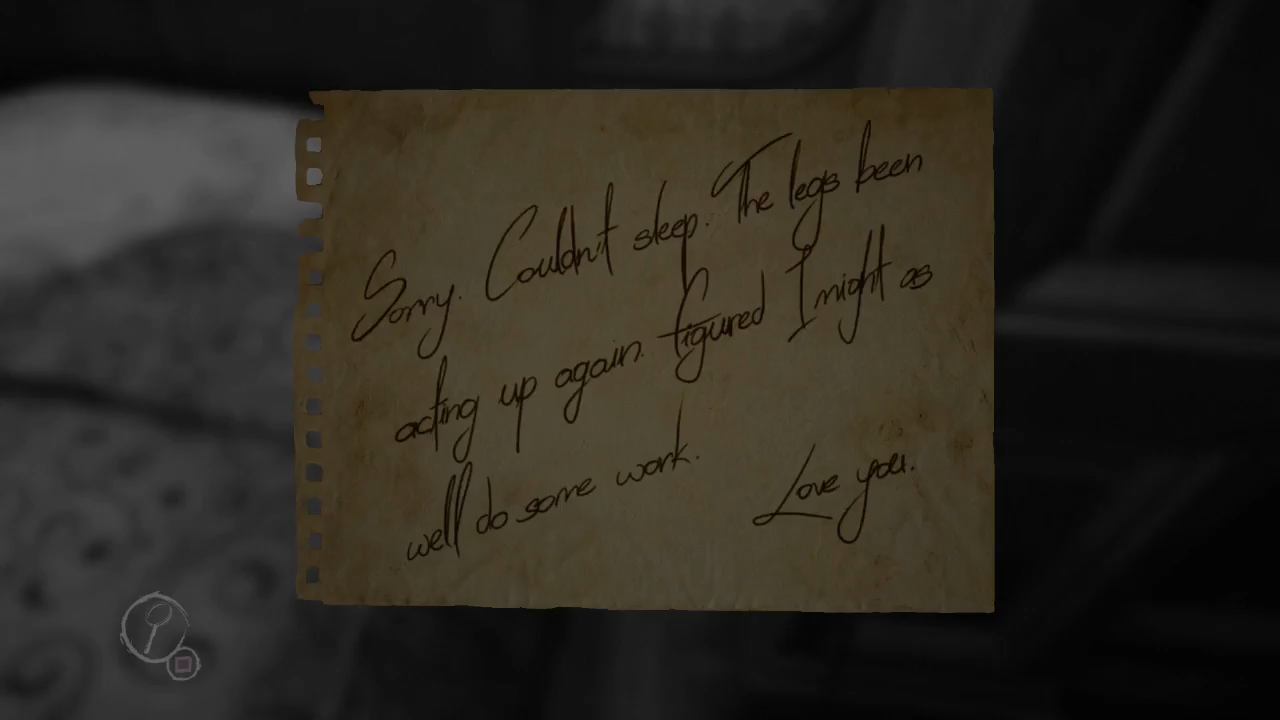 Sorry. Couldn't sleep. The legs been
acting up again. figured I might as
well do some work.
Love you.